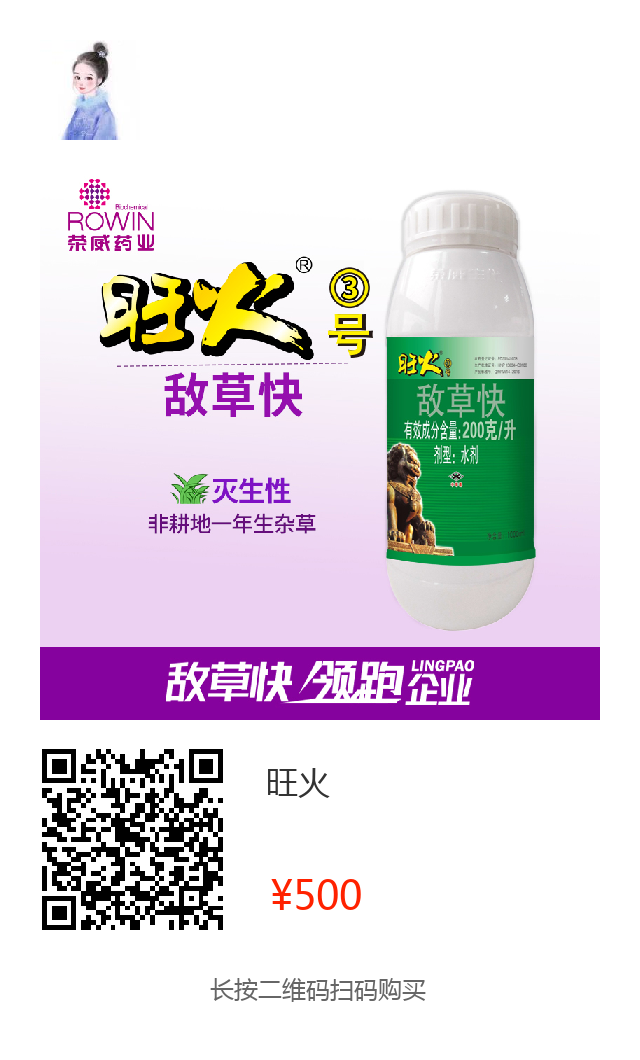 Biochemical
ROWIN
荣威药业
旺火®
③号
敌草快
灭生性
非耕地一年生杂草
旺火
敌草快
有效成分含量:200克/升
剂型：水剂
敌草快 领跑企业
LINGPAO
旺火
¥500
长按二维码扫码购买